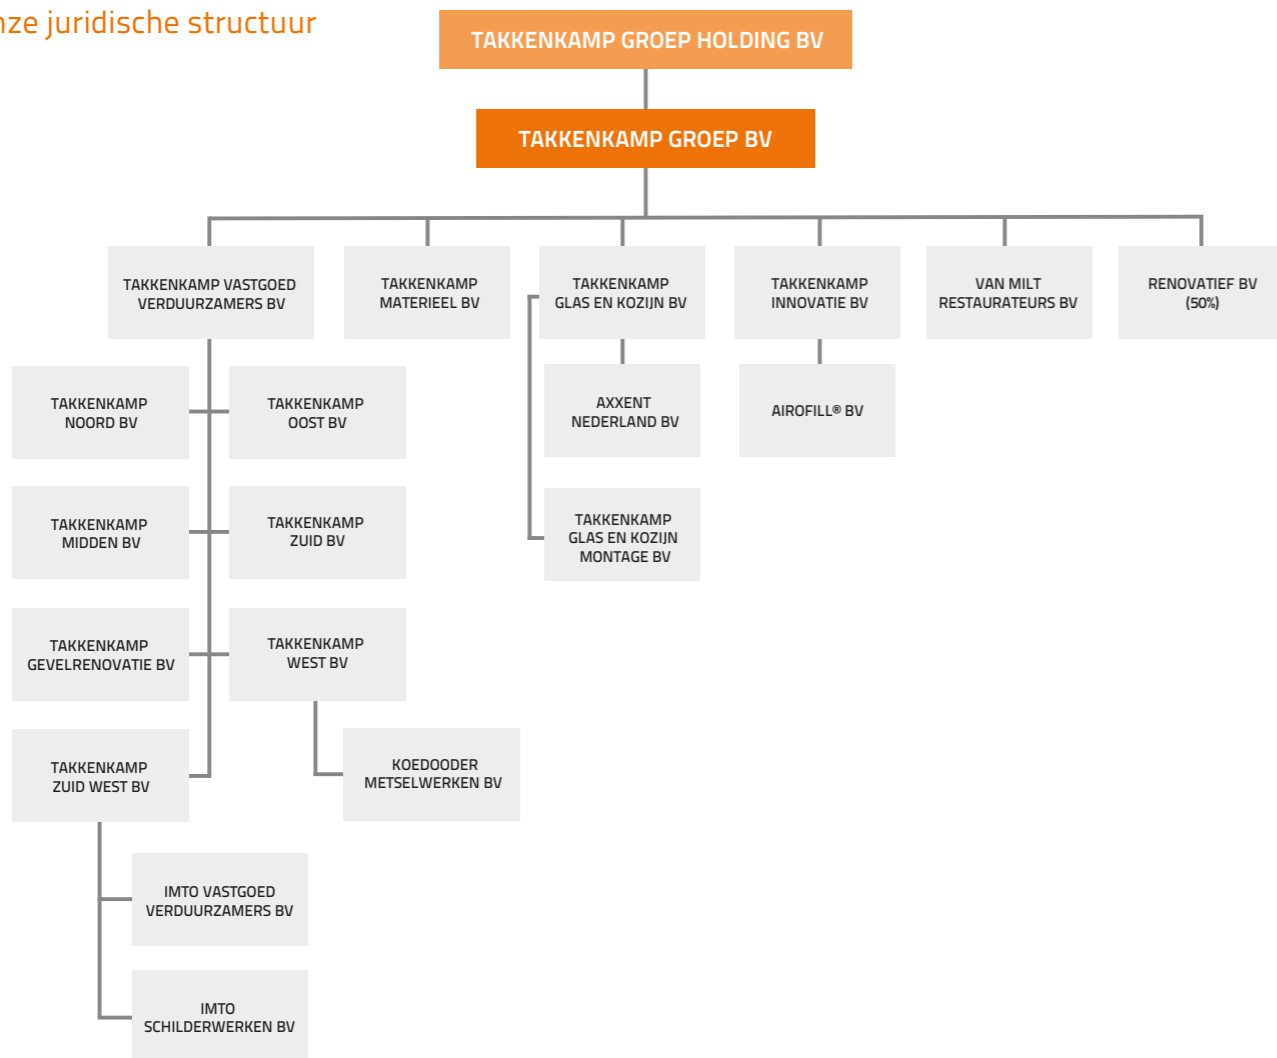 nze juridische structuur
TAKKENKAMP GROEP HOLDING BV
TAKKENKAMP GROEP BV
TAKKENKAMP VASTGOED
VERDUURZAMERS BV
TAKKENKAMP
MATERIEEL BV
TAKKENKAMP
GLAS EN KOZIJN BV
TAKKENKAMP
INNOVATIE BV
VAN MILT
RESTAURATEURS BV
RENOVATIEF BV
(50%)
TAKKENKAMP
NOORD BV
TAKKENKAMP
OOST BV
AXXENT
NEDERLAND BV
AIROFILL® BV
TAKKENKAMP
MIDDEN BV
TAKKENKAMP
ZUID BV
TAKKENKAMP
GLAS EN KOZIJN
MONTAGE BV
TAKKENKAMP
GEVELRENOVATIE BV
TAKKENKAMP
WEST BV
TAKKENKAMP
ZUID WEST BV
KOEDOODER
METSELWERKEN BV
IMTO VASTGOED
VERDUURZAMERS BV
IMTO
SCHILDERWERKEN BV